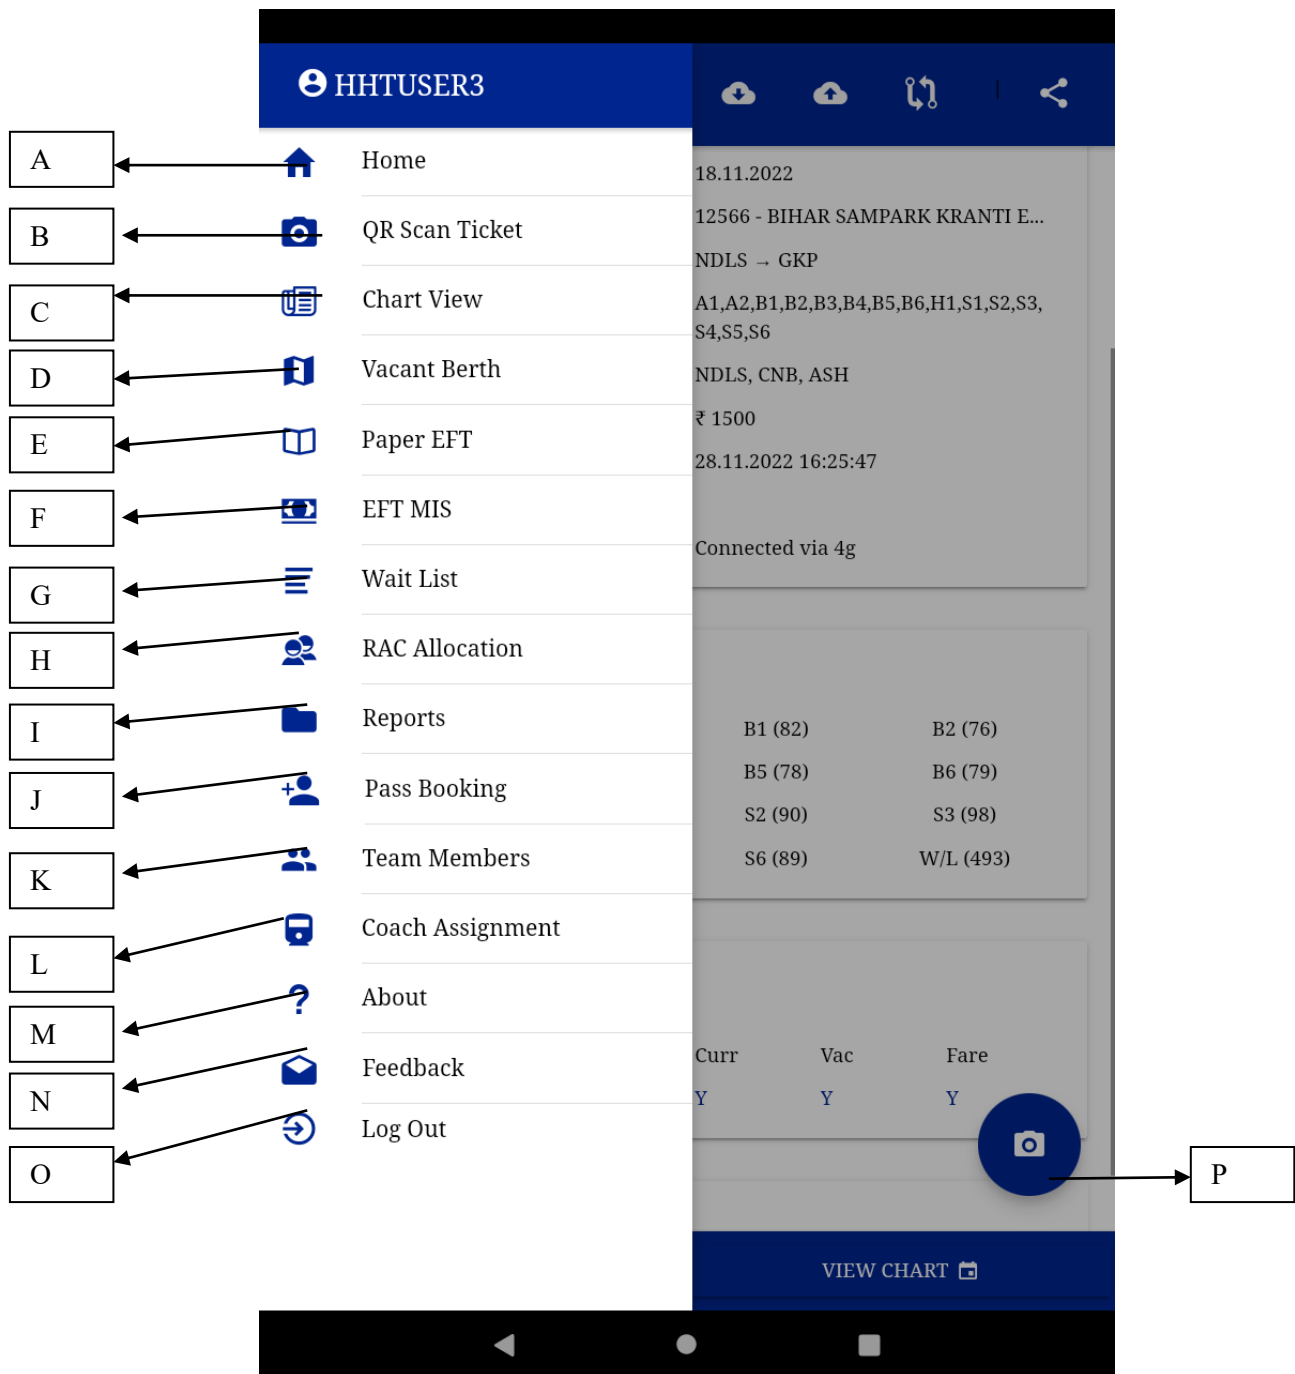 HHTUSER3
A
Home
B
QR Scan Ticket
C
Chart View
D
Vacant Berth
E
Paper EFT
F
EFT MIS
G
Wait List
H
RAC Allocation
I
Reports
J
Pass Booking
K
Team Members
L
Coach Assignment
M
About
N
Feedback
O
Log Out
18.11.2022
12566 - BIHAR SAMPARK KRANTI E...
NDLS → GKP
A1,A2,B1,B2,B3,B4,B5,B6,H1,S1,S2,S3,
S4,S5,S6
NDLS, CNB, ASH
₹ 1500
28.11.2022 16:25:47
Connected via 4g
B1 (82) B2 (76)
B5 (78) B6 (79)
S2 (90) S3 (98)
S6 (89) W/L (493)
Curr Vac Fare
Y Y Y
P
VIEW CHART